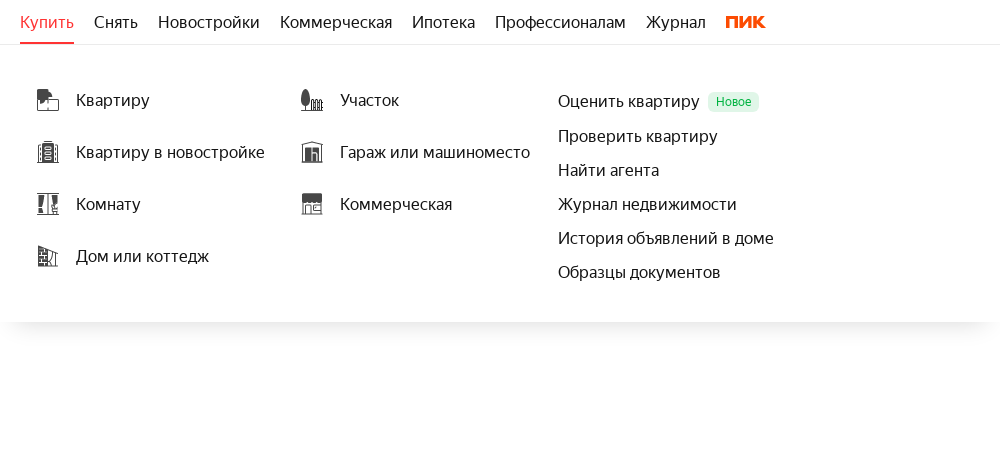 Купить Снять Новостройки Коммерческая Ипотека Профессионалам Журнал ПИК
Квартиру
Квартиру в новостройке
Комнату
Дом или коттедж
Участок
Гараж или машиноместо
Коммерческая
Оценить квартиру Новое
Проверить квартиру
Найти агента
Журнал недвижимости
История объявлений в доме
Образцы документов